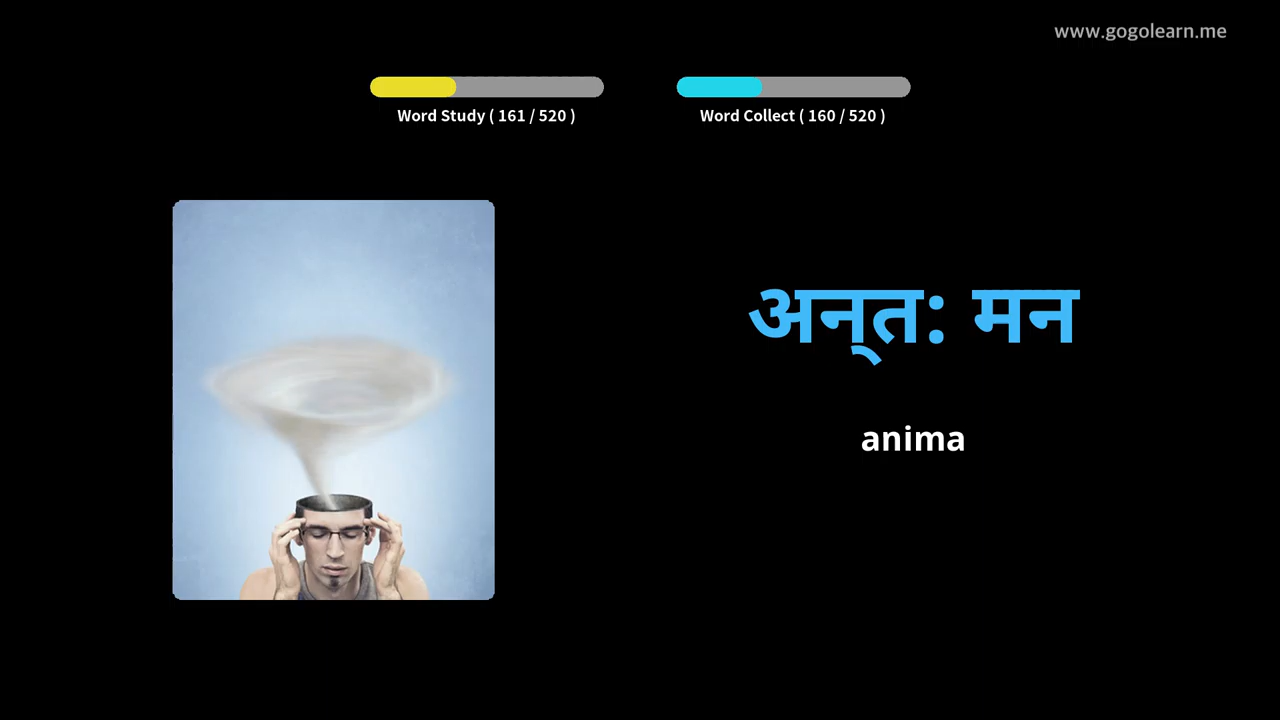 www.gogolearn.me
Word Study ( 161 / 520 )
Word Collect ( 160 / 520 )
अन्‌त: मन
anima